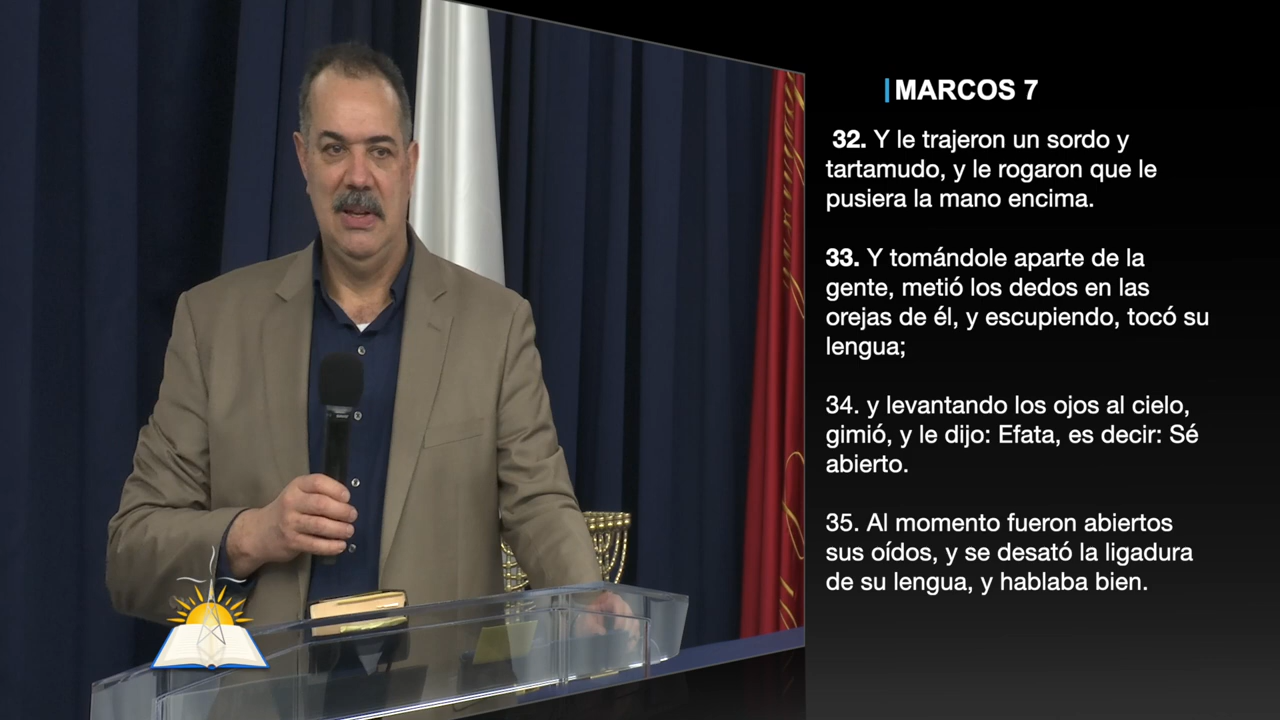 MARCOS 7
32. Y le trajeron un sordo y
tartamudo, y le rogaron que le
pusiera la mano encima.
33. Y tomándole aparte de la
gente, metió los dedos en las
orejas de él, y escupiendo, tocó su
lengua;
34. y levantando los ojos al cielo,
gimió, y le dijo: Efata, es decir: Sé
abierto.
35. Al momento fueron abiertos
sus oídos, y se desató la ligadura
de su lengua, y hablaba bien.